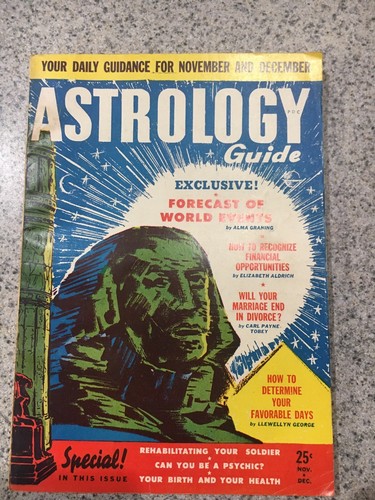 YOUR DAILY GUIDANCE FOR NOVEMBER AND DECEMBER
ASTROLOGY
Guide
EXCLUSIVE!
FORECAST OF
WORLD EVENTS
by ALMA GRAHING
HOW TO RECOGNIZE
FINANCIAL
OPPORTUNITIES
by ELIZABETH ALDRICH
WILL YOUR
MARRIAGE END
IN DIVORCE?
by CARL PAYNE
TOBEY
HOW TO
DETERMINE
YOUR
FAVORABLE DAYS
by LLEWELLYN GEORGE
Special!
IN THIS ISSUE
REHABILITATING YOUR SOLDIER
CAN YOU BE A PSYCHIC?
YOUR BIRTH AND YOUR HEALTH
25¢
NOV.
DEC.